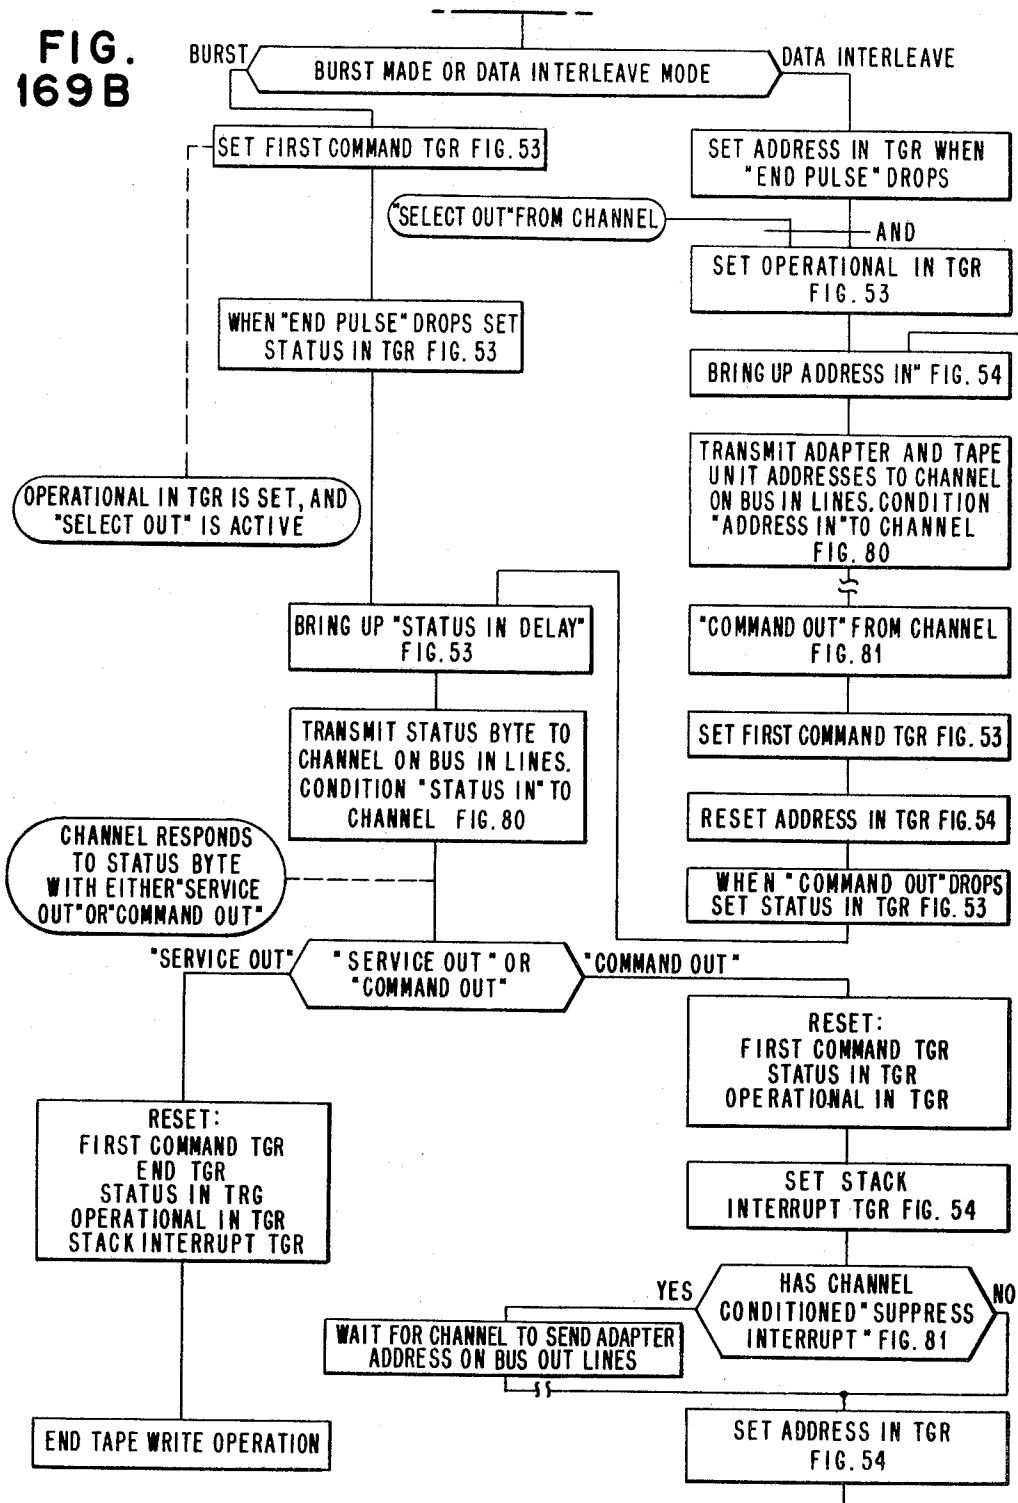 FIG.
169B
BURST
BURST MADE OR DATA INTERLEAVE MODE
DATA INTERLEAVE
SET FIRST COMMAND TGR FIG. 53
SET ADDRESS IN TGR WHEN
"END PULSE" DROPS
"SELECT OUT" FROM CHANNEL
AND
SET OPERATIONAL IN TGR
FIG. 53
WHEN "END PULSE" DROPS SET
STATUS IN TGR FIG. 53
BRING UP ADDRESS IN" FIG. 54
TRANSMIT ADAPTER AND TAPE
UNIT ADDRESSES TO CHANNEL
ON BUS IN LINES. CONDITION
"ADDRESS IN" TO CHANNEL
FIG. 80
OPERATIONAL IN TGR IS SET, AND
"SELECT OUT" IS ACTIVE
BRING UP "STATUS IN DELAY"
FIG. 53
"COMMAND OUT" FROM CHANNEL
FIG. 81
TRANSMIT STATUS BYTE TO
CHANNEL ON BUS IN LINES.
CONDITION "STATUS IN" TO
CHANNEL FIG. 80
SET FIRST COMMAND TGR FIG. 53
RESET ADDRESS IN TGR FIG. 54
CHANNEL RESPONDS
TO STATUS BYTE
WITH EITHER "SERVICE
OUT" OR "COMMAND OUT"
WHEN "COMMAND OUT" DROPS
SET STATUS IN TGR FIG. 53
"SERVICE OUT"
"SERVICE OUT" OR
"COMMAND OUT"
"COMMAND OUT"
RESET:
FIRST COMMAND TGR
STATUS IN TGR
OPERATIONAL IN TGR
RESET:
FIRST COMMAND TGR
END TGR
STATUS IN TRG
OPERATIONAL IN TGR
STACK INTERRUPT TGR
SET STACK
INTERRUPT TGR FIG. 54
YES
HAS CHANNEL
CONDITIONED "SUPPRESS
INTERRUPT" FIG. 81
NO
WAIT FOR CHANNEL TO SEND ADAPTER
ADDRESS ON BUS OUT LINES
END TAPE WRITE OPERATION
SET ADDRESS IN TGR
FIG. 54